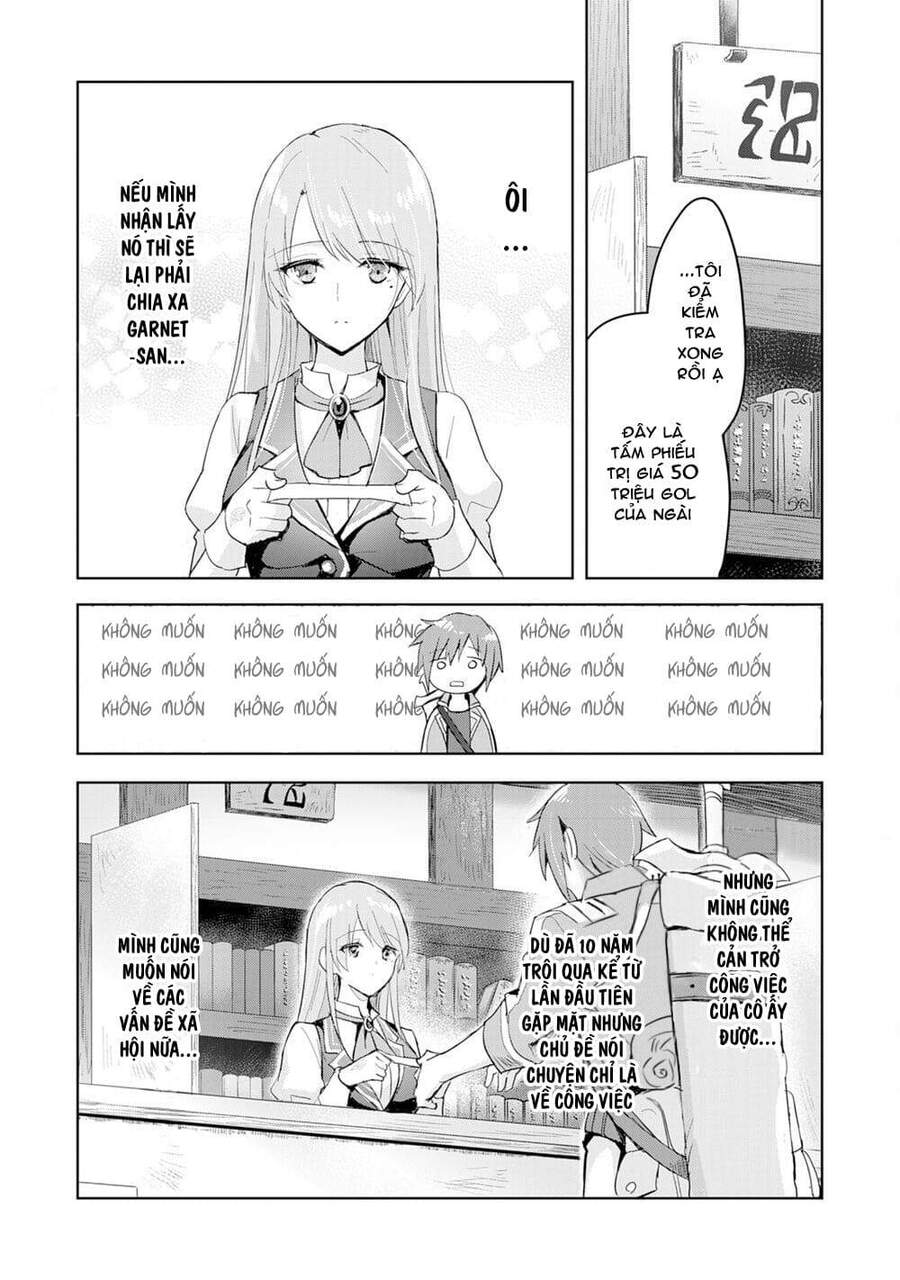 ...TÔI
ĐÃ
KIỂM
TRA
XONG
RỒI Ạ
ĐÂY LÀ
TẤM PHIẾU
TRỊ GIÁ 50
TRIỆU GOL
CỦA NGÀI
ÔI
...
NẾU MÌNH
NHẬN LẤY
NÓ THÌ SẼ
LẠI PHẢI
CHIA XA
GARNET
-SAN...
KHÔNG MUỐN KHÔNG MUỐN KHÔNG KHÔNG MUỐN KHÔNG MUỐN
KHÔNG MUỐN KHÔNG MUỐN KHÔNG KHÔNG MUỐN KHÔNG MUỐN
KHÔNG MUỐN KHÔNG MUỐN KHÔNG KHÔNG MUỐN KHÔNG MUỐN
NHƯNG
MÌNH CŨNG
KHÔNG THỂ
CẢN TRỞ
CÔNG VIỆC
CỦA CÔ ẤY
ĐƯỢC...
DÙ ĐÃ 10 NĂM
TRÔI QUA KỂ TỪ
LẦN ĐẦU TIÊN
GẶP MẶT NHƯNG
CHỦ ĐỀ NÓI
CHUYỆN CHỈ LÀ
VỀ CÔNG VIỆC
MÌNH CŨNG
MUỐN NÓI
VỀ CÁC
VẤN ĐỀ XÃ
HỘI NỮA...